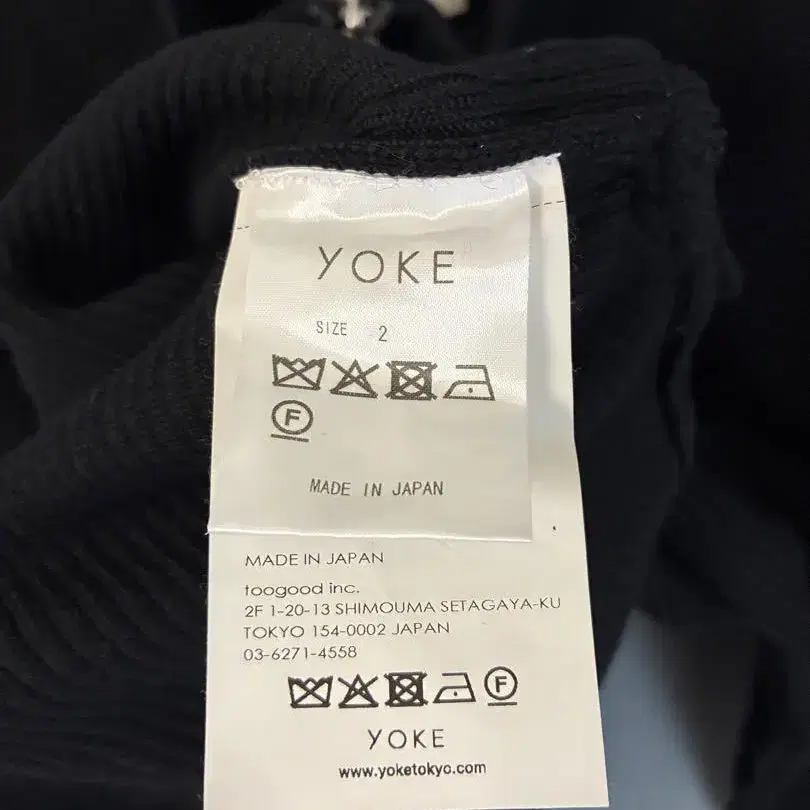 YOKE
SIZE 2
F
MADE IN JAPAN
MADE IN JAPAN
toogood inc.
2F 1-20-13 SHIMOUMA SETAGAYA-KU
TOKYO 154-0002 JAPAN
03-6271-4558
F
YOKE
www.yoketokyo.com